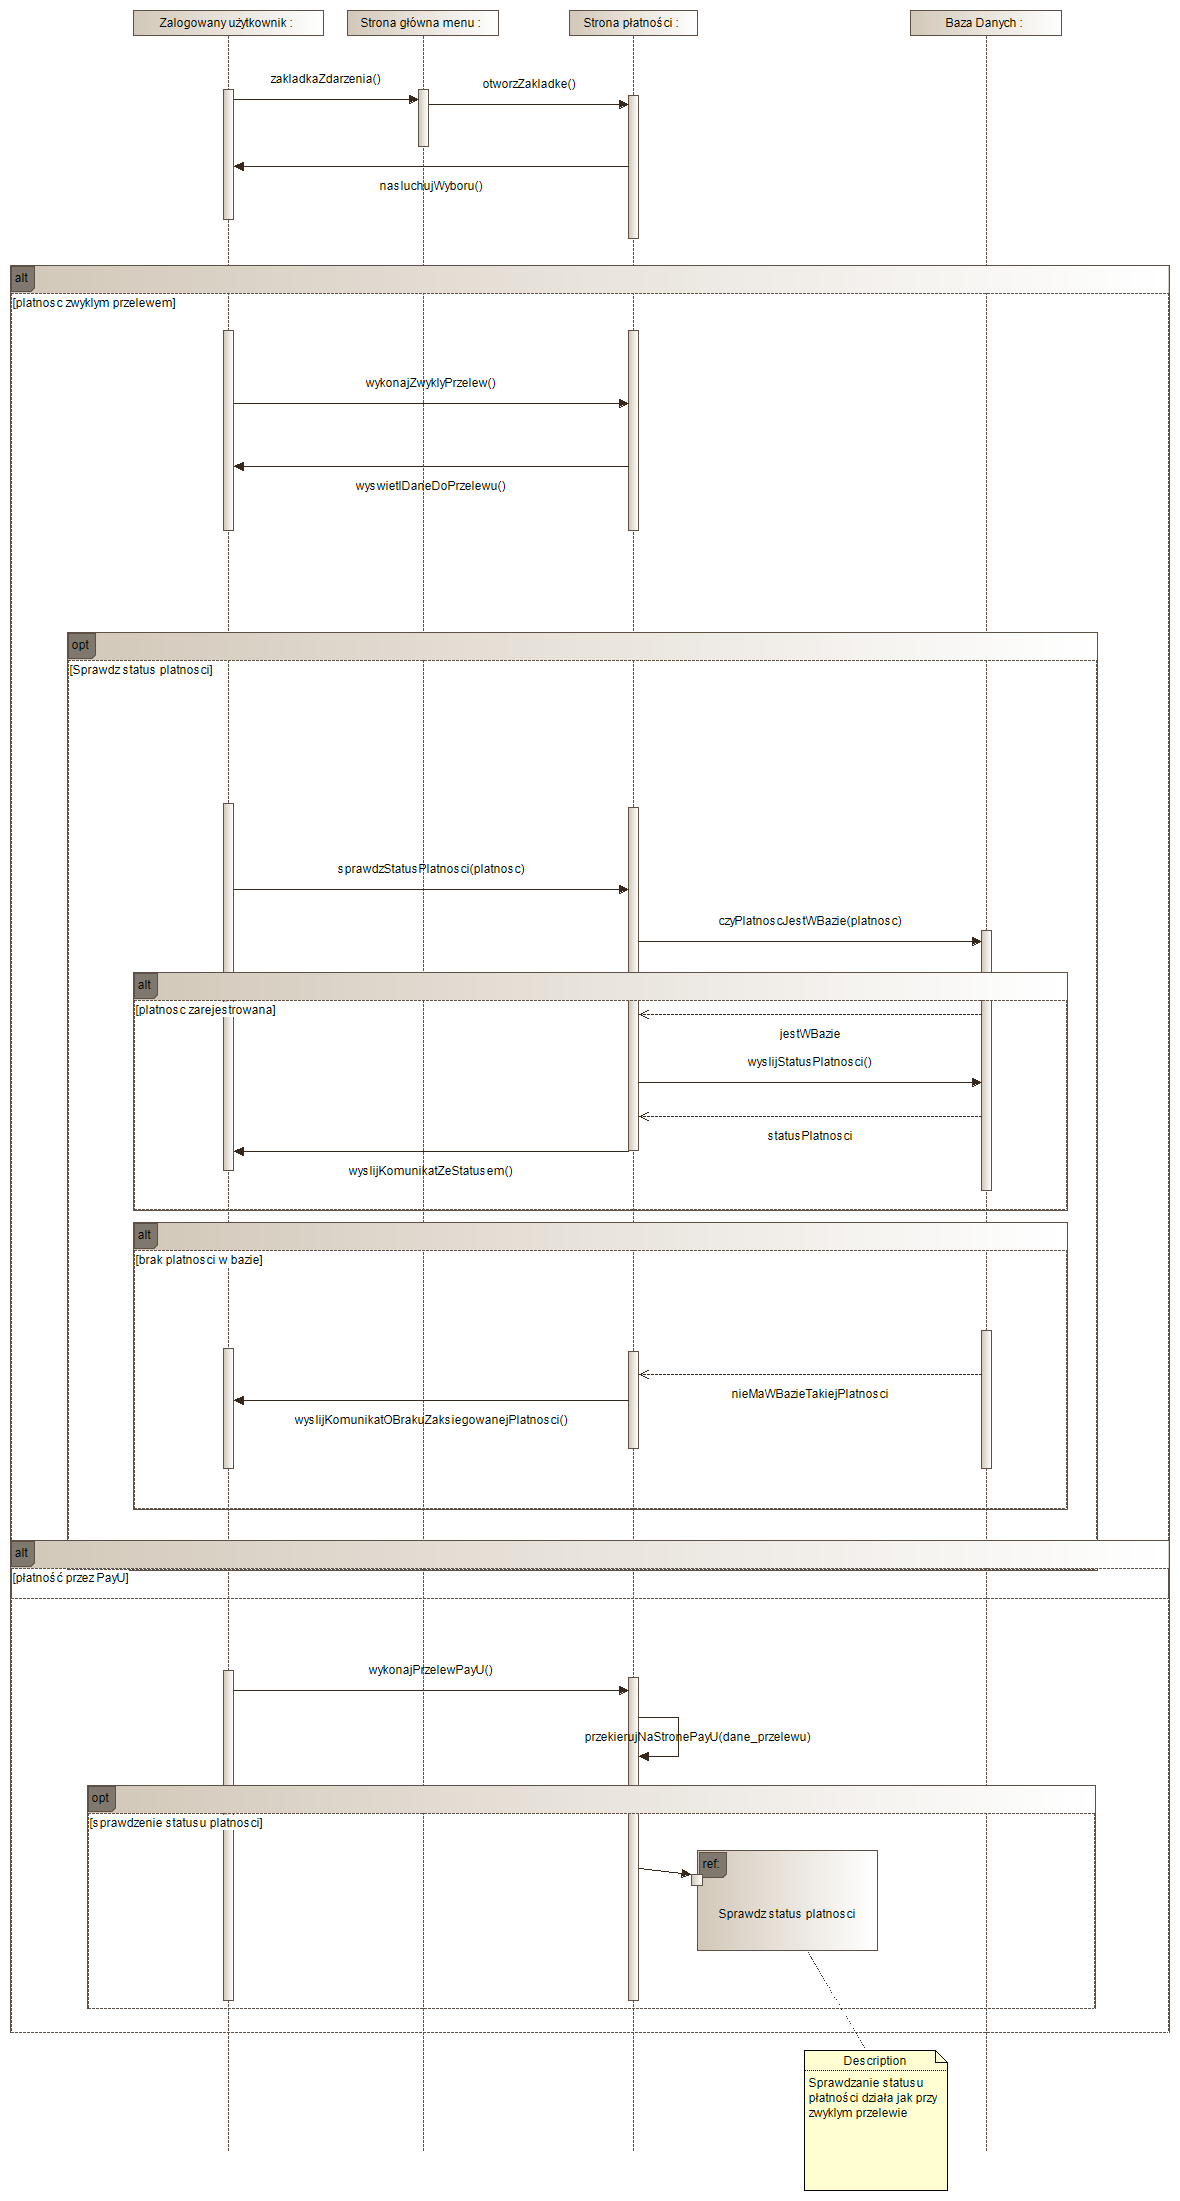 Zalogowany użytkownik :
Strona główna menu :
Strona płatności :
Baza Danych :
zakladkaZdarzenia()
otworzZakladke()
nasluchujWyboru()
alt
[platnosc zwyklym przelewem]
wykonajZwyklyPrzelew()
wyswietlDaneDoPrzelewu()
opt
[Sprawdz status platnosci]
sprawdzStatusPlatnosci(platnosc)
czyPlatnoscJestWBazie(platnosc)
alt
[platnosc zarejestrowana]
jestWBazie
wyslijStatusPlatnosci()
statusPlatnosci
wyslijKomunikatZeStatusem()
alt
[brak platnosci w bazie]
nieMaWBazieTakiejPlatnosci
wyslijKomunikatOBrakuZaksiegowanejPlatnosci()
alt
[płatność przez PayU]
wykonajPrzelewPayU()
przekierujNaStronePayU(dane_przelewu)
opt
[sprawdzenie statusu platnosci]
ref:
Sprawdz status platnosci
Description
Sprawdzanie statusu
płatności działa jak przy
zwyklym przelewie